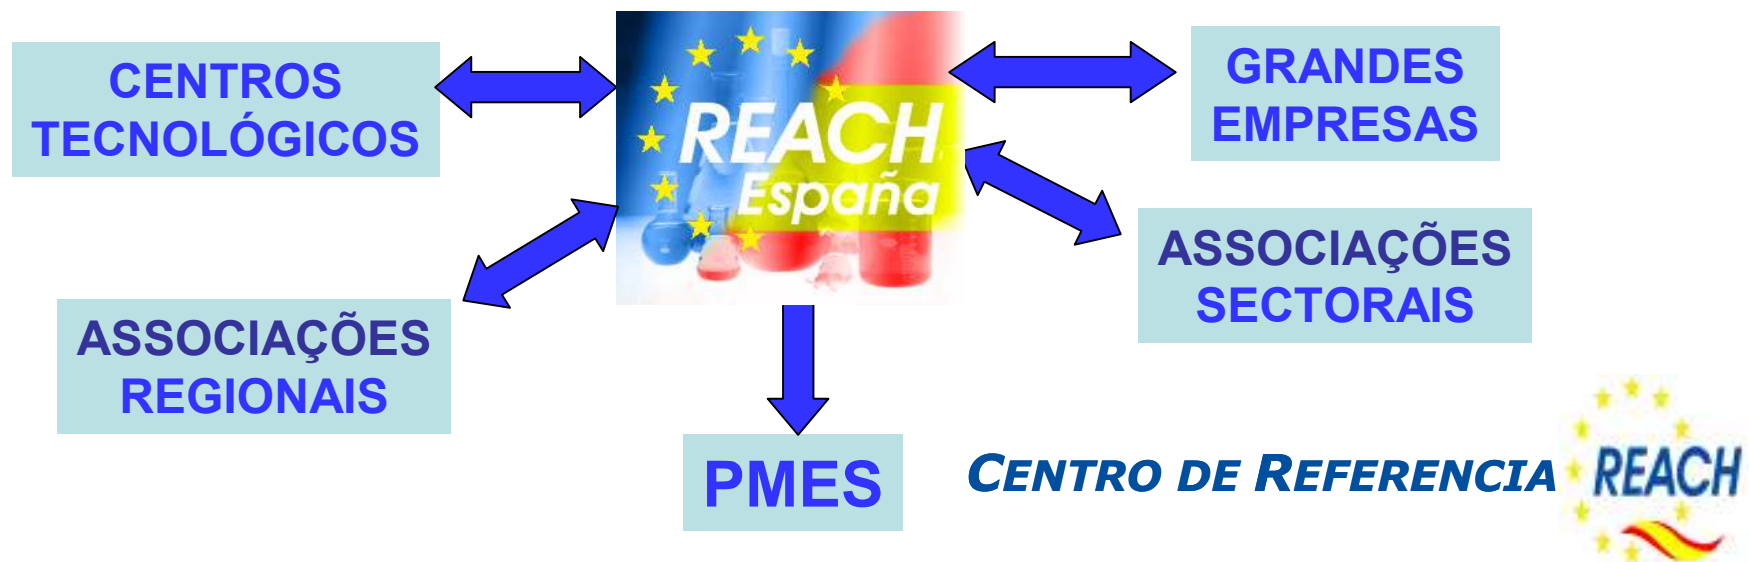 CENTROS
TECNOLÓGICOS
REACH
España
GRANDES
EMPRESAS
ASSOCIAÇÕES
SECTORAIS
ASSOCIAÇÕES
REGIONAIS
PMES
CENTRO DE REFERENCIA
REACH